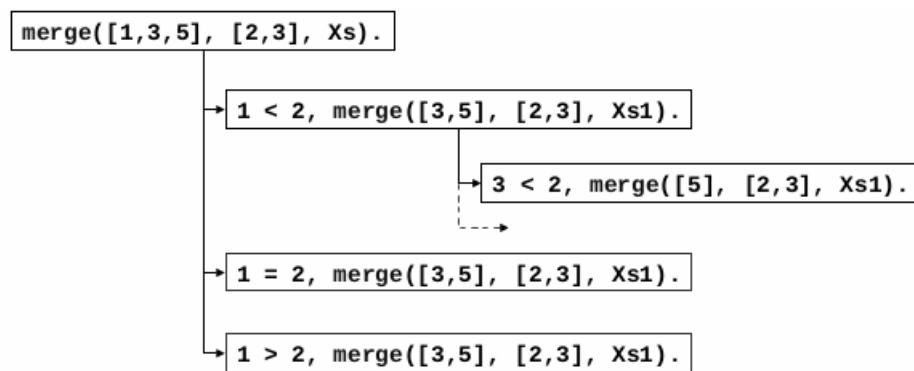 merge([1,3,5], [2,3], Xs).
1 < 2, merge([3,5], [2,3], Xs1).
3 < 2, merge([5], [2,3], Xs1).
1 = 2, merge([3,5], [2,3], Xs1).
1 > 2, merge([3,5], [2,3], Xs1).